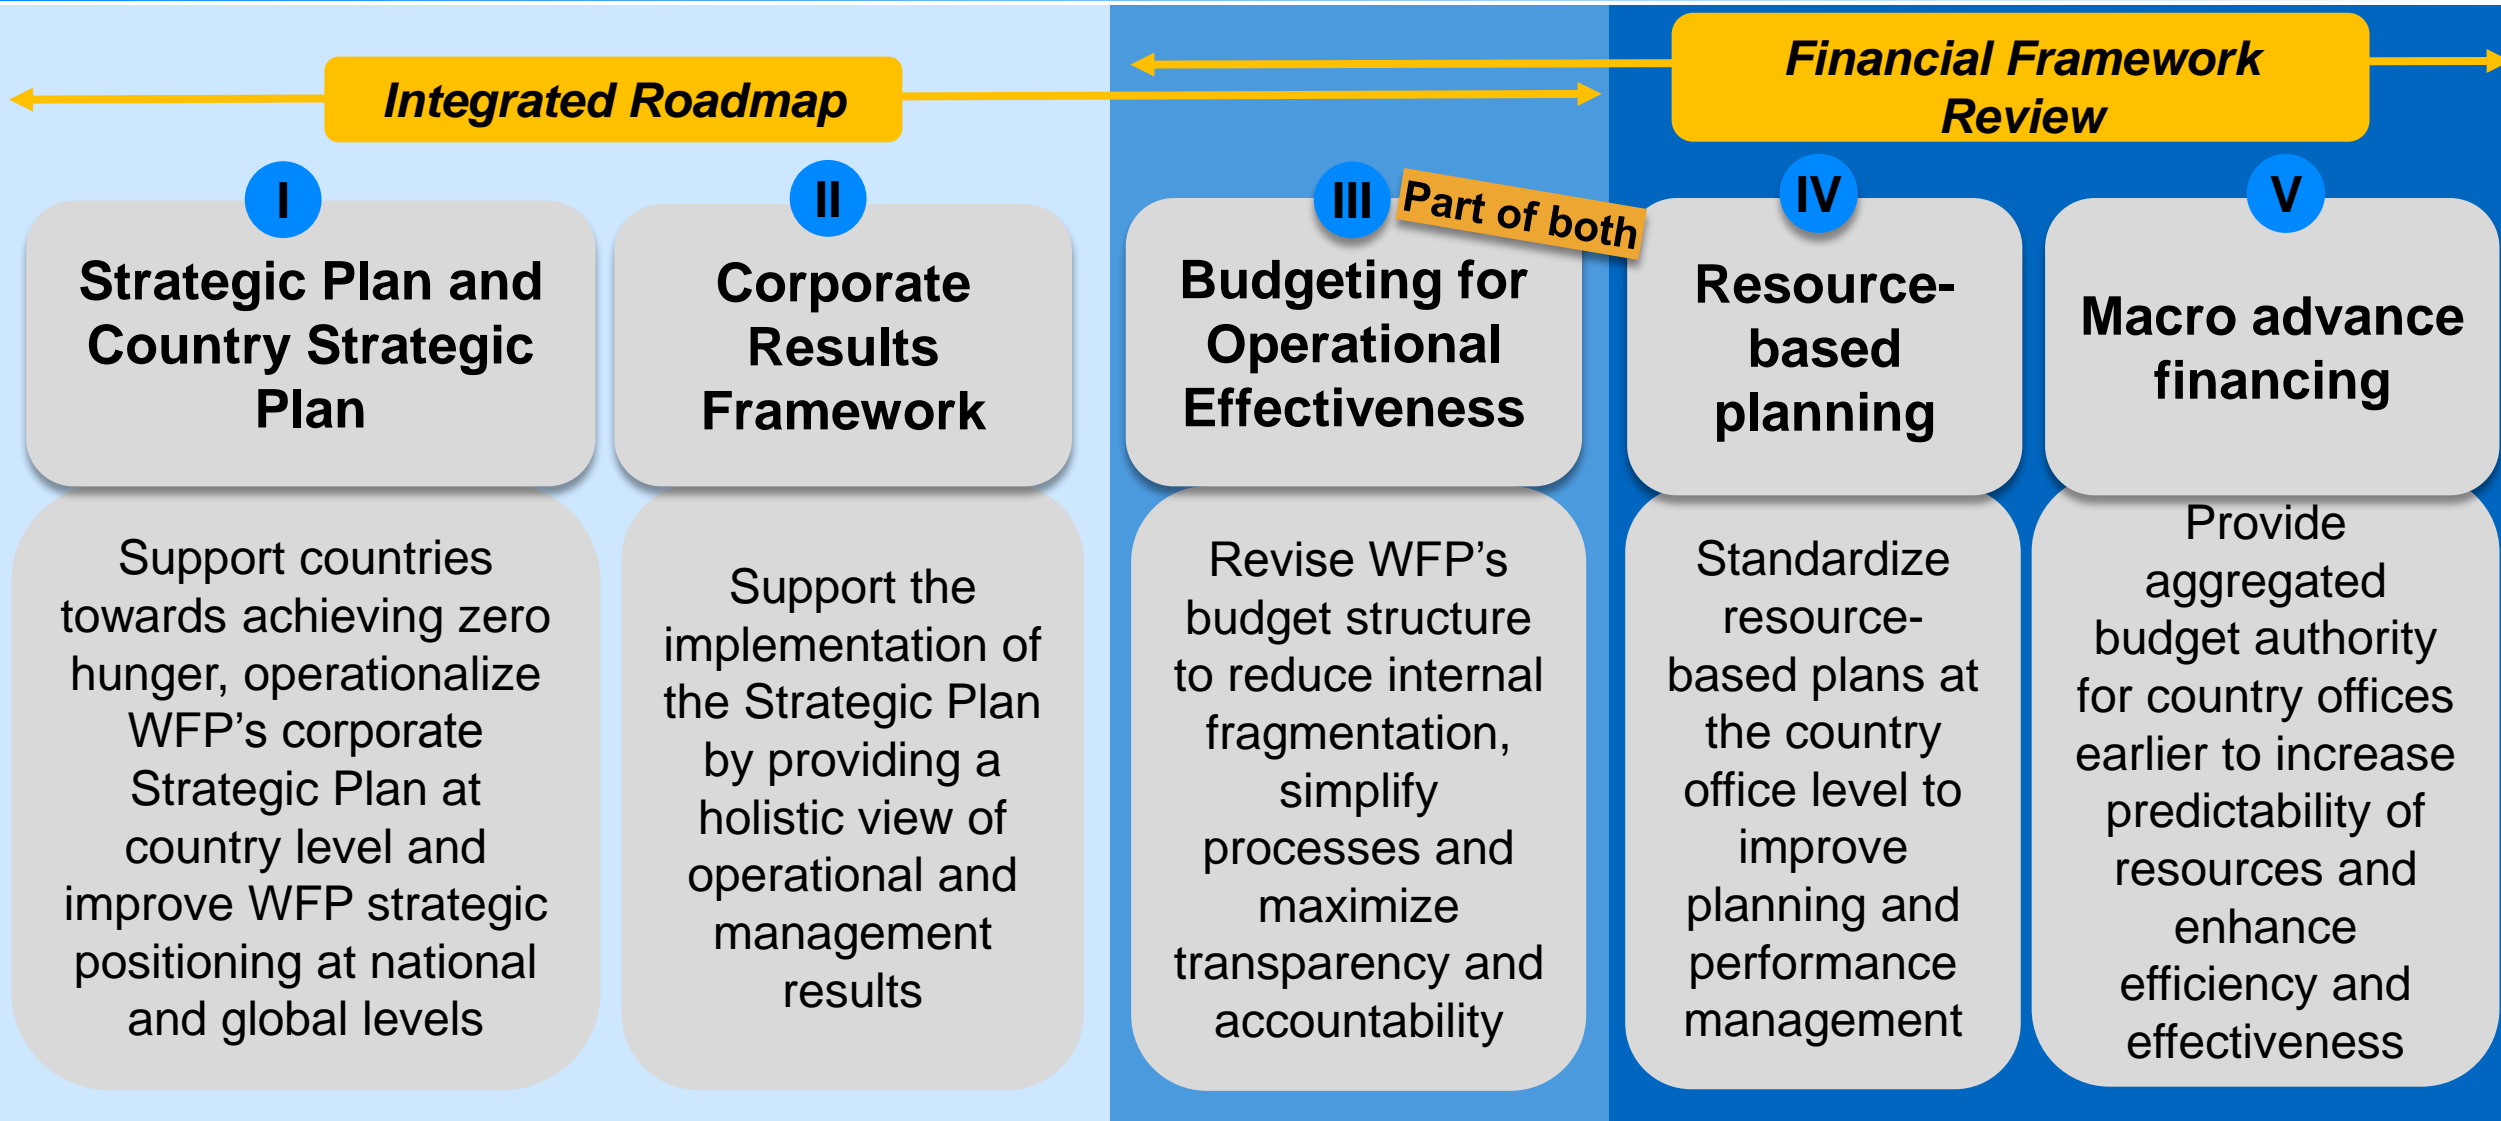 Integrated Roadmap
Financial Framework
Review
I
Strategic Plan and
Country Strategic
Plan
Support countries
towards achieving zero
hunger, operationalize
WFP’s corporate
Strategic Plan at
country level and
improve WFP strategic
positioning at national
and global levels
II
Corporate
Results
Framework
Support the
implementation of
the Strategic Plan
by providing a
holistic view of
operational and
management
results
III
Part of both
Budgeting for
Operational
Effectiveness
Revise WFP’s
budget structure
to reduce internal
fragmentation,
simplify
processes and
maximize
transparency and
accountability
IV
Resource-
based
planning
Standardize
resource-
based plans at
the country
office level to
improve
planning and
performance
management
V
Macro advance
financing
Provide
aggregated
budget authority
for country offices
earlier to increase
predictability of
resources and
enhance
efficiency and
effectiveness